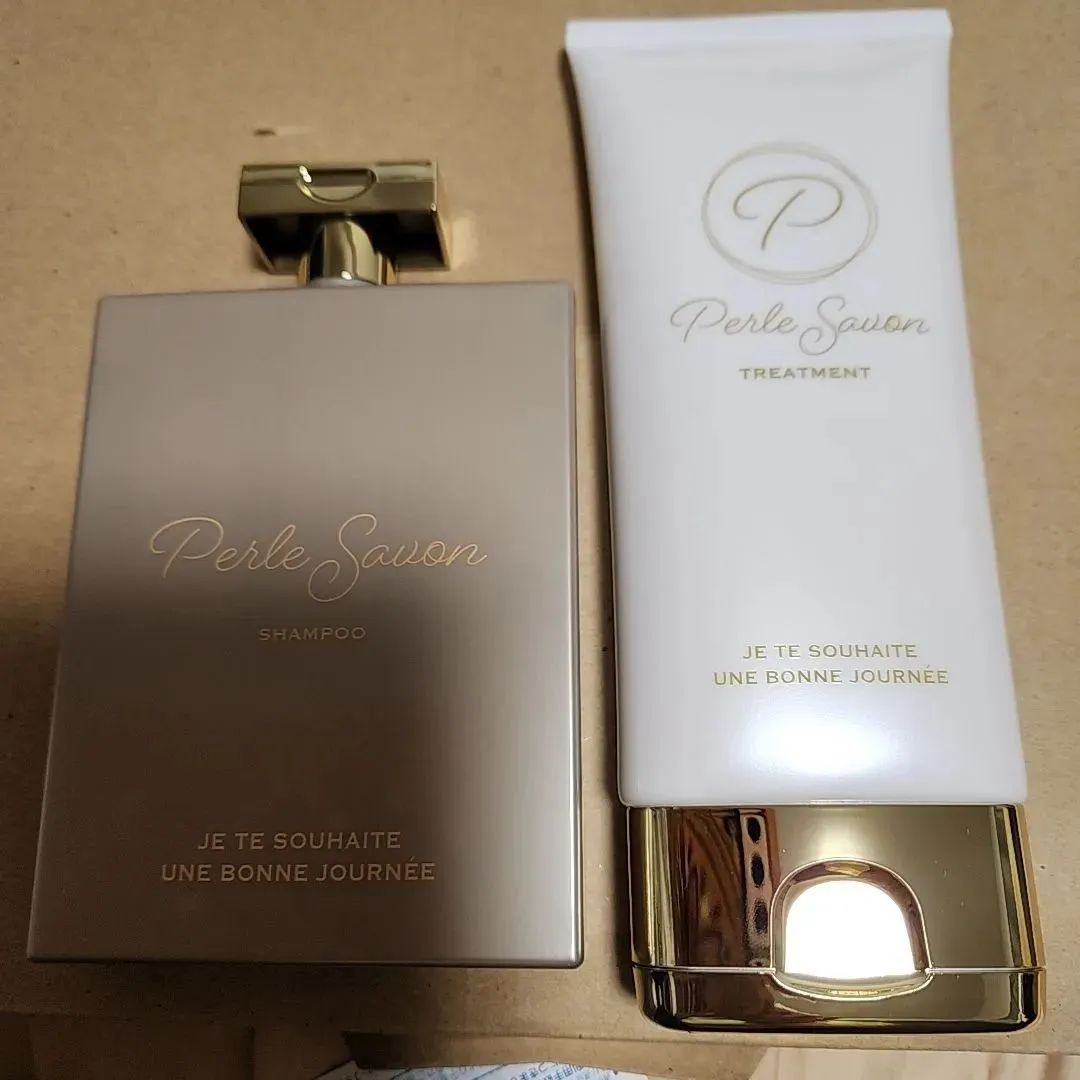 Perle Savon
SHAMPOO
JE TE SOUHAITE
UNE BONNE JOURNÉE
P
Perle Savon
TREATMENT
JE TE SOUHAITE
UNE BONNE JOURNÉE